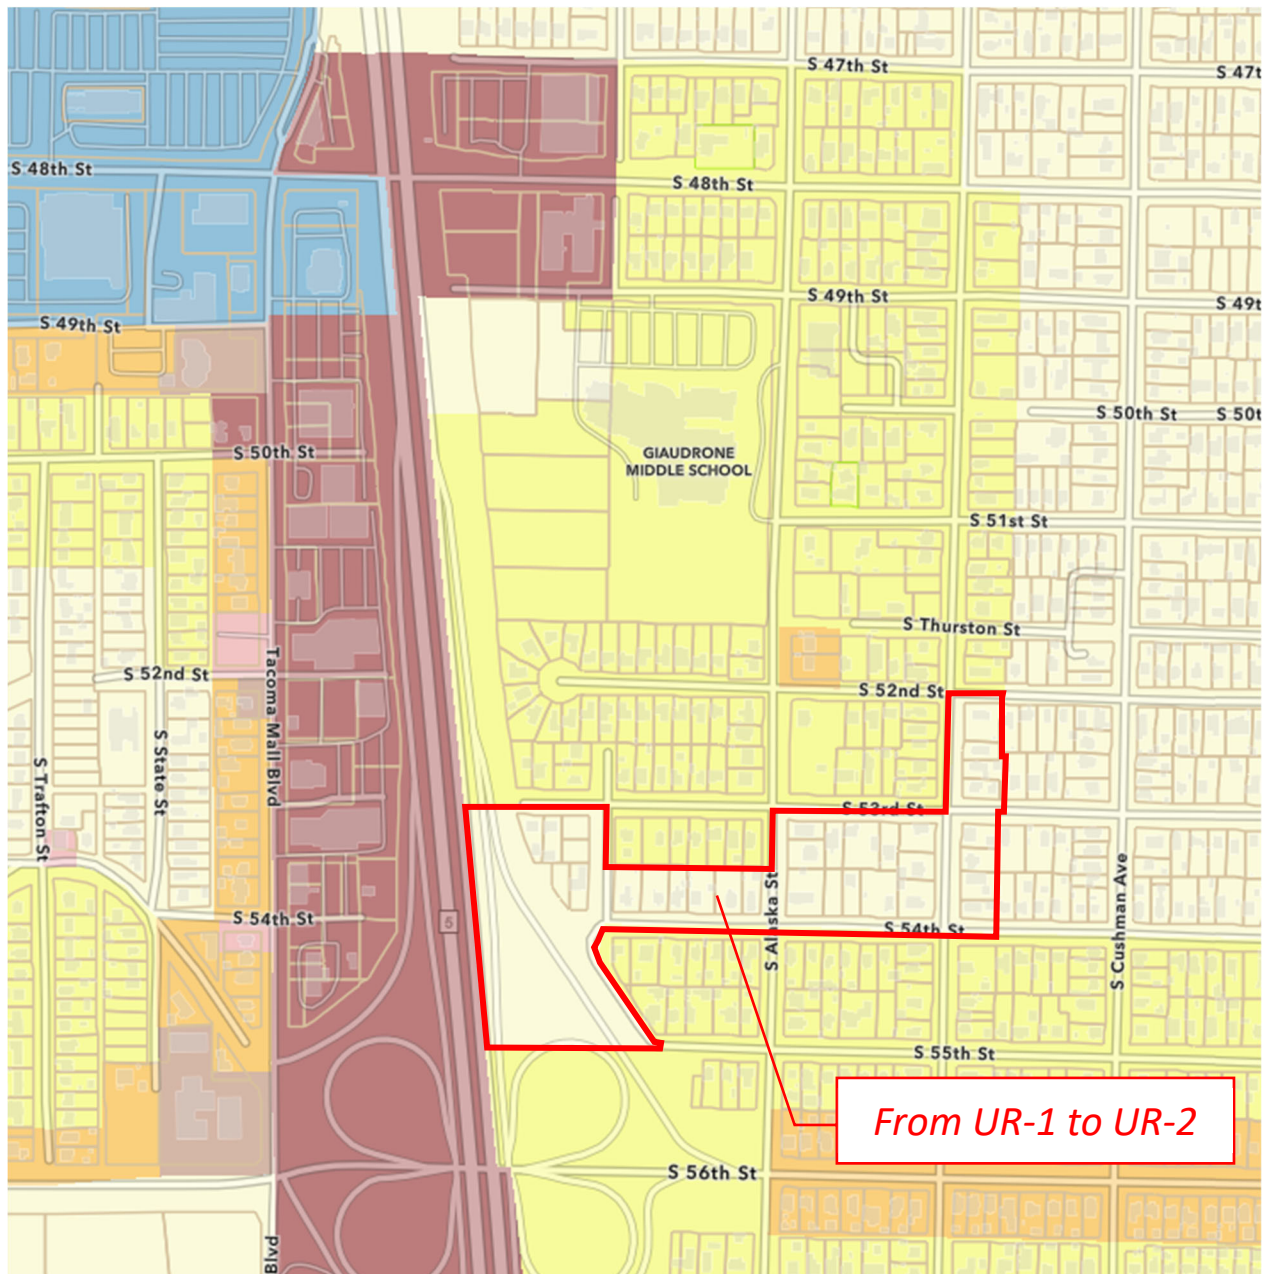 S 47th St
S 47t
S 48th St
S 48th St
S 49th St
S 49t
S 49th St
S 50th St
S 50t
S 50th St
GIAUDRONE
MIDDLE SCHOOL
S 51st St
S Thurston St
S 52nd St
S 52nd St
Tacoma Mall Blvd
S State St
S Trafton St
S 53rd St
S Cushman Ave
S Alaska St
S 54th St
5
S 54th St
S 55th St
From UR-1 to UR-2
S 56th St
Blvd